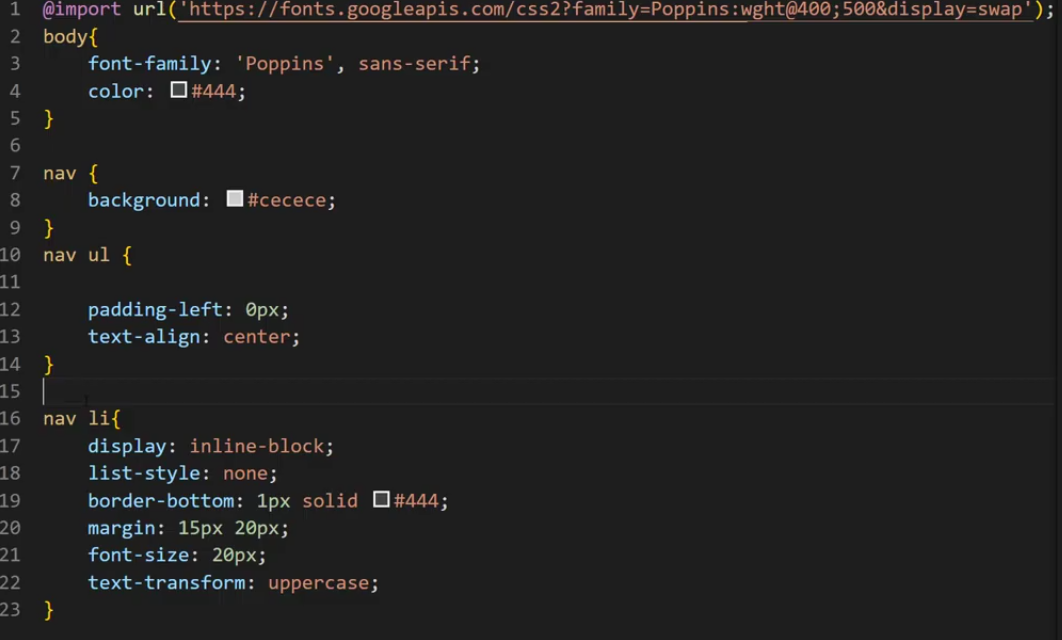 1 @import url('https://fonts.googleapis.com/css2?family=Poppins:wght@400;500&display=swap');
2 body{
3     font-family: 'Poppins', sans-serif;
4     color: #444;
5 }
6
7 nav {
8     background: #cecece;
9 }
10 nav ul {
11
12     padding-left: 0px;
13     text-align: center;
14 }
15
16 nav li{
17     display: inline-block;
18     list-style: none;
19     border-bottom: 1px solid #444;
20     margin: 15px 20px;
21     font-size: 20px;
22     text-transform: uppercase;
23 }